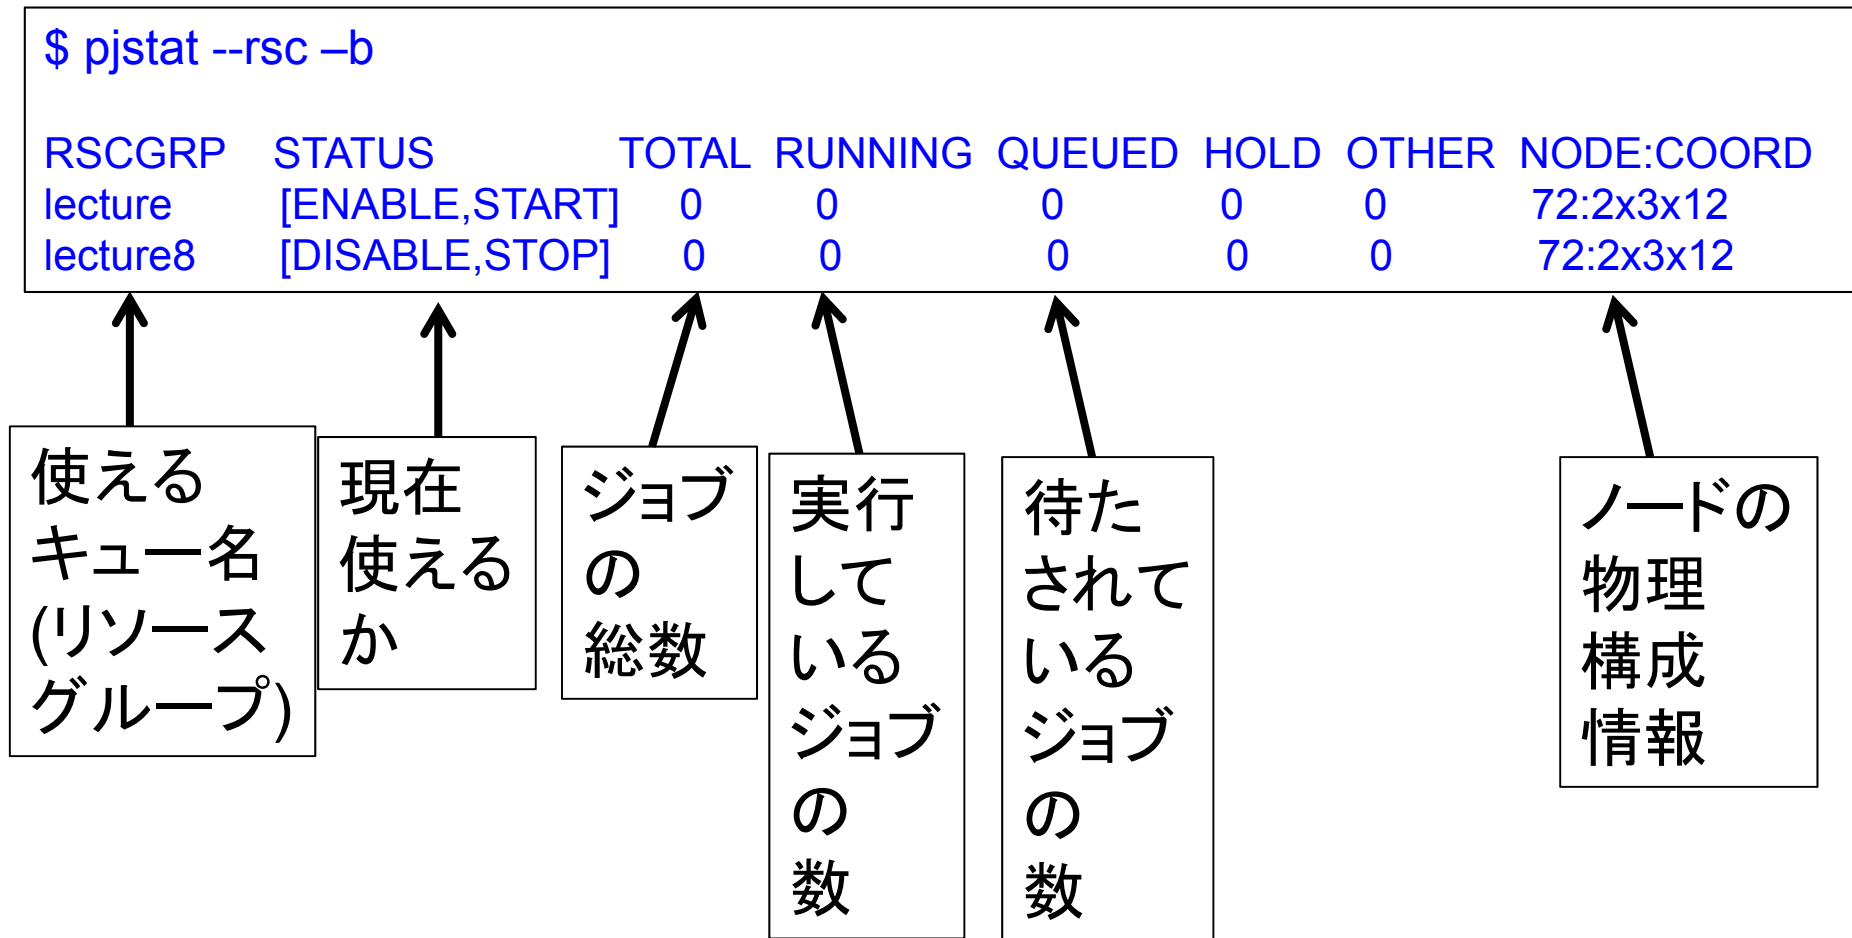 $ pjstat --rsc –b
RSCGRP STATUS TOTAL RUNNING QUEUED HOLD OTHER NODE:COORD
lecture [ENABLE,START] 0 0 0 0 0 72:2x3x12
lecture8 [DISABLE,STOP] 0 0 0 0 0 72:2x3x12
使える
キュー名
(リソース
グループ)
現在
使える
か
ジョブ
の
総数
実行
して
いる
ジョブ
の
数
待た
されて
いる
ジョブ
の
数
ノードの
物理
構成
情報